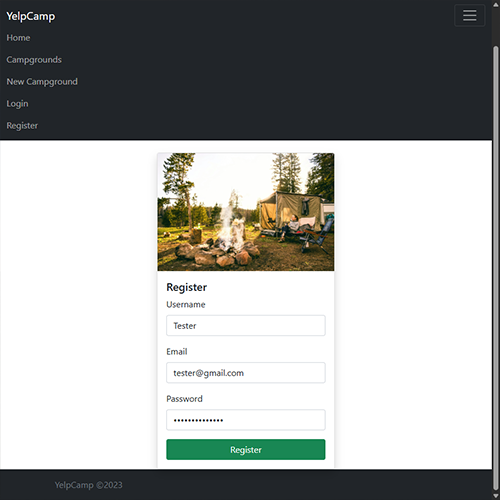 YelpCamp
Home
Campgrounds
New Campground
Login
Register
Register
Username
Tester
Email
tester@gmail.com
Password
••••••••••••••
Register
YelpCamp ©2023